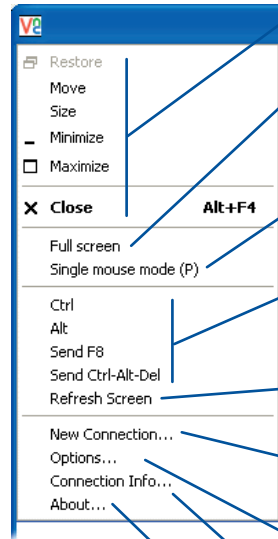 VS
Restore
Move
Size
Minimize
Maximize
Close Alt+F4
Full screen
Single mouse mode (P)
Ctrl
Alt
Send F8
Send Ctrl-Alt-Del
Refresh Screen
New Connection...
Options...
Connection Info...
About...